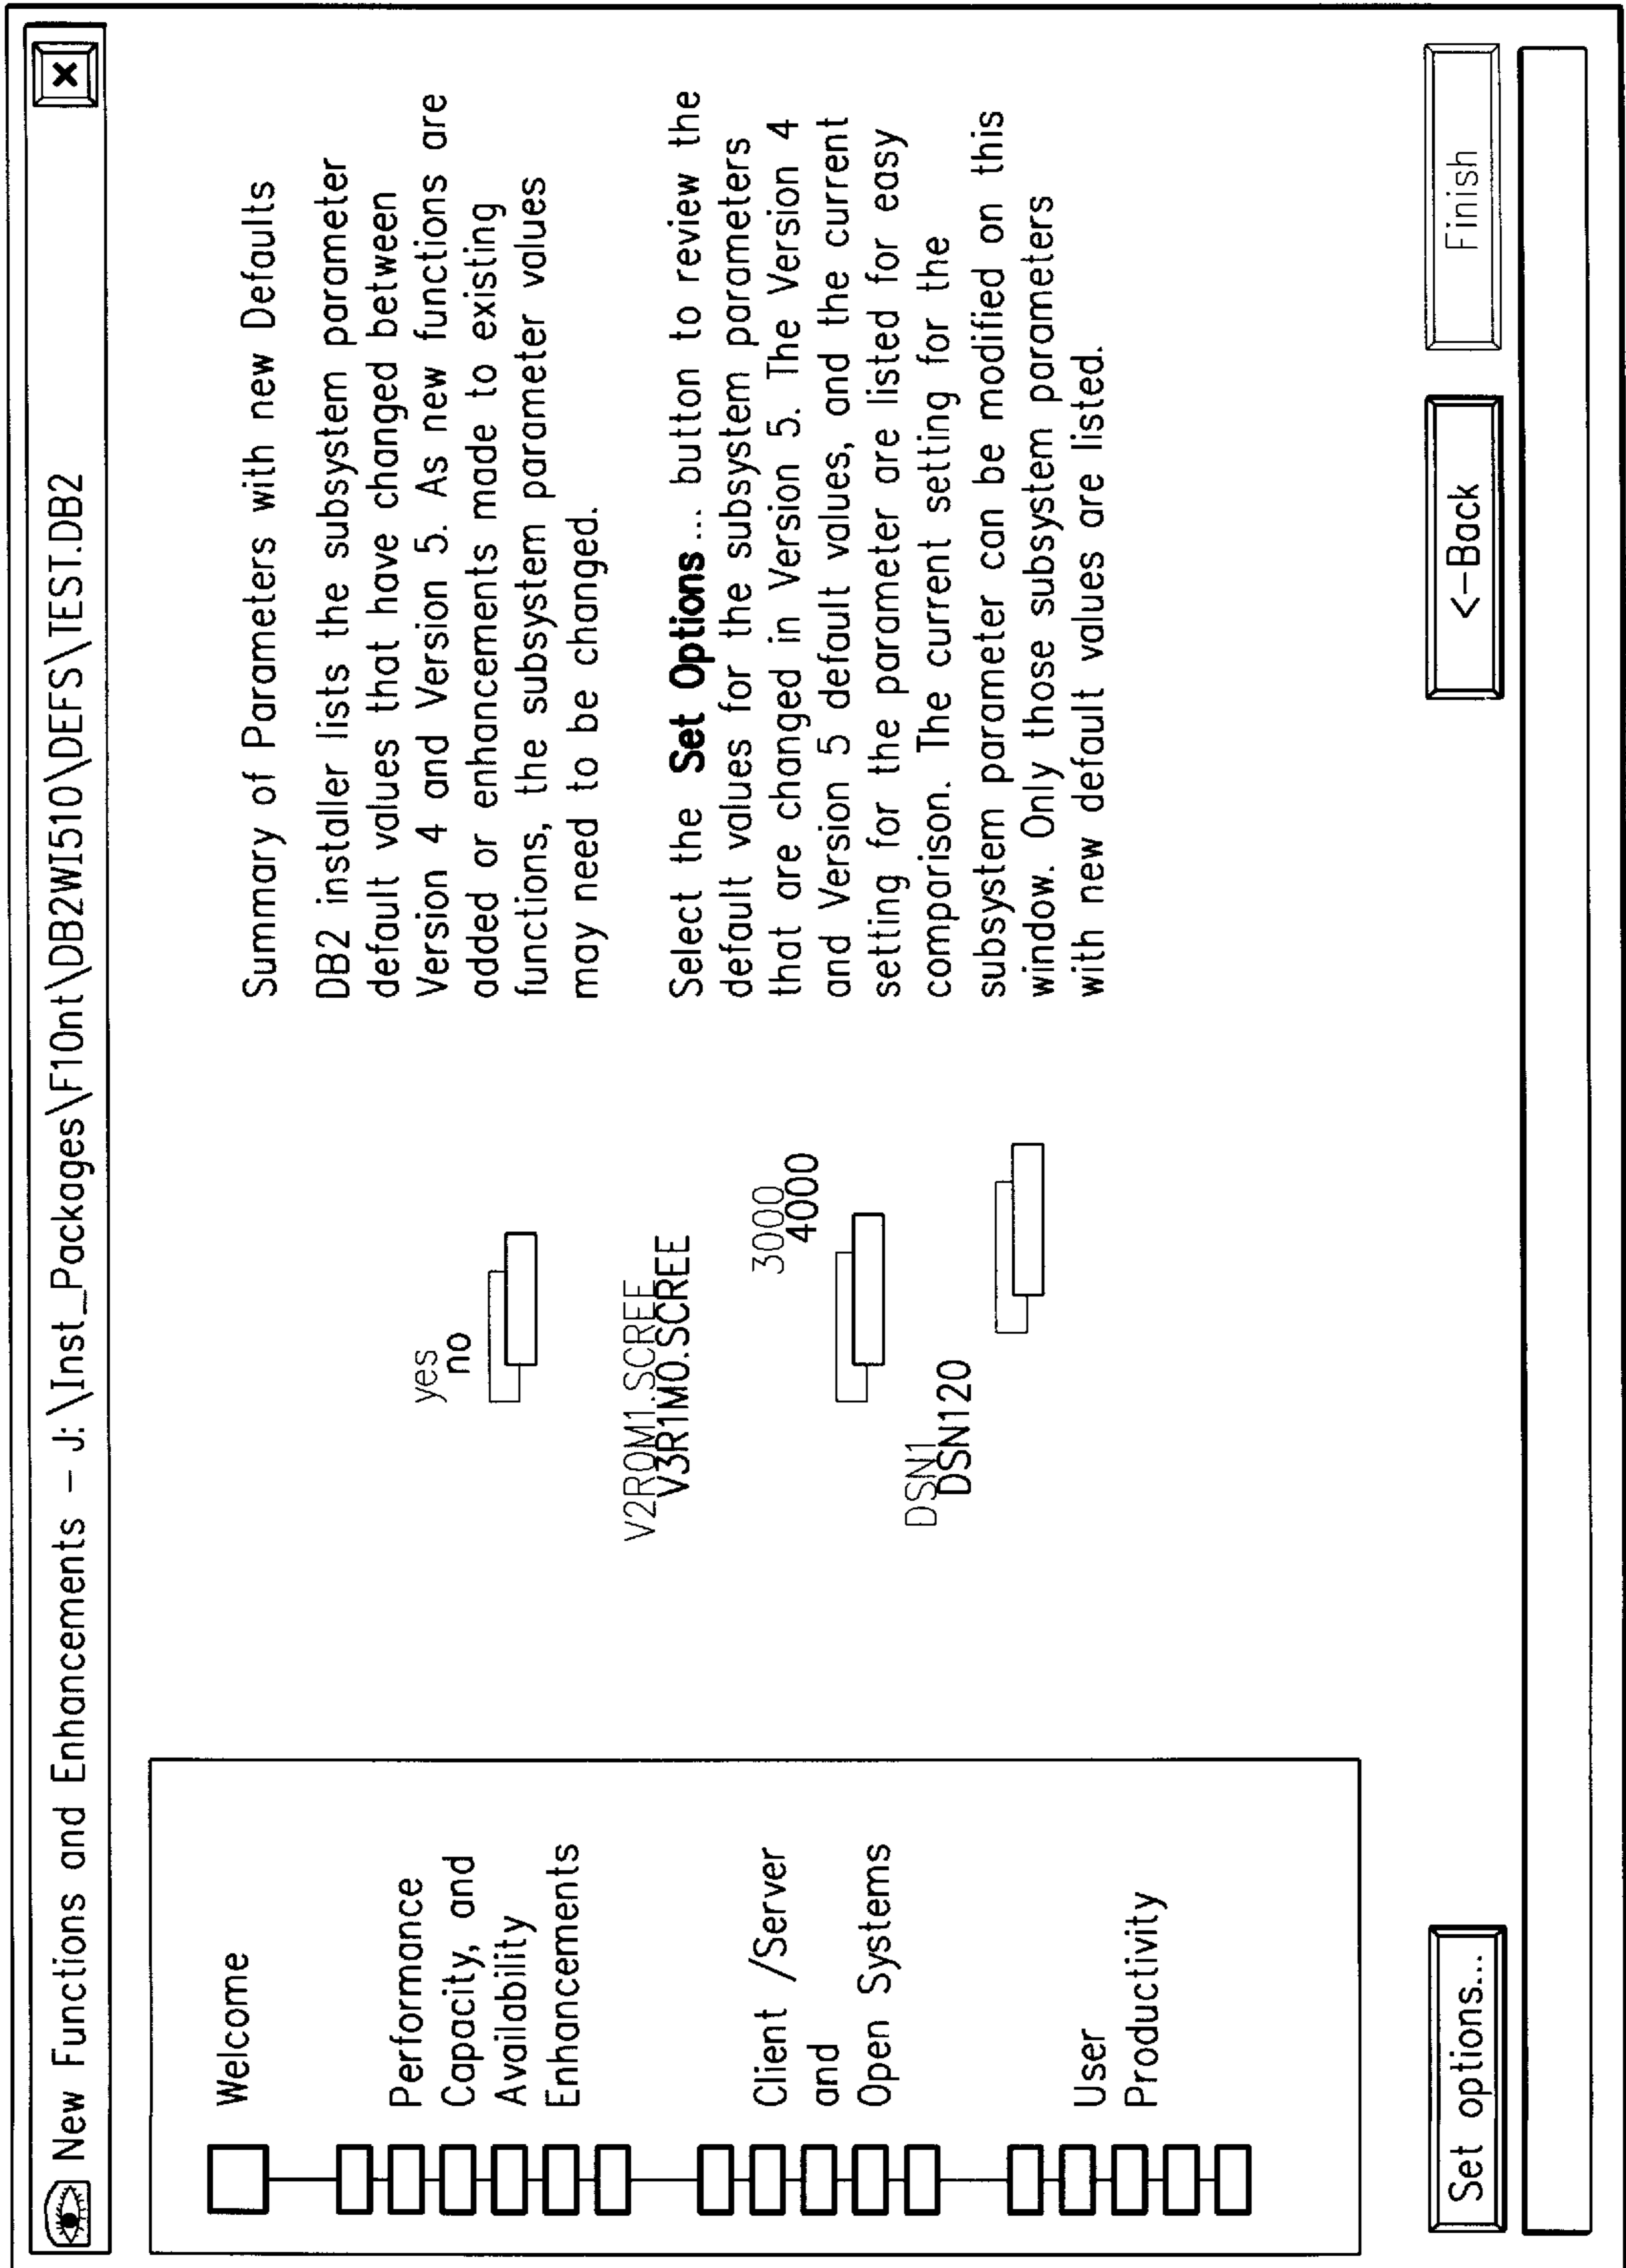 New Functions and Enhancements – J: \Inst_Packages\F10nt\DB2WI510\DEFS\TEST.DB2
×
Welcome
Performance
Capacity, and
Availability
Enhancements
Client /Server
and
Open Systems
User
Productivity
yes
no
V2R0M1.SCREE
V3R1M0.SCREE
3000
4000
DSN1
DSN120
Summary of Parameters with new Defaults
DB2 installer lists the subsystem parameter
default values that have changed between
Version 4 and Version 5. As new functions are
added or enhancements made to existing
functions, the subsystem parameter values
may need to be changed.
Select the Set Options... button to review the
default values for the subsystem parameters
that are changed in Version 5. The Version 4
and Version 5 default values, and the current
setting for the parameter are listed for easy
comparison. The current setting for the
subsystem parameter can be modified on this
window. Only those subsystem parameters
with new default values are listed.
Set options...
<–Back
Finish